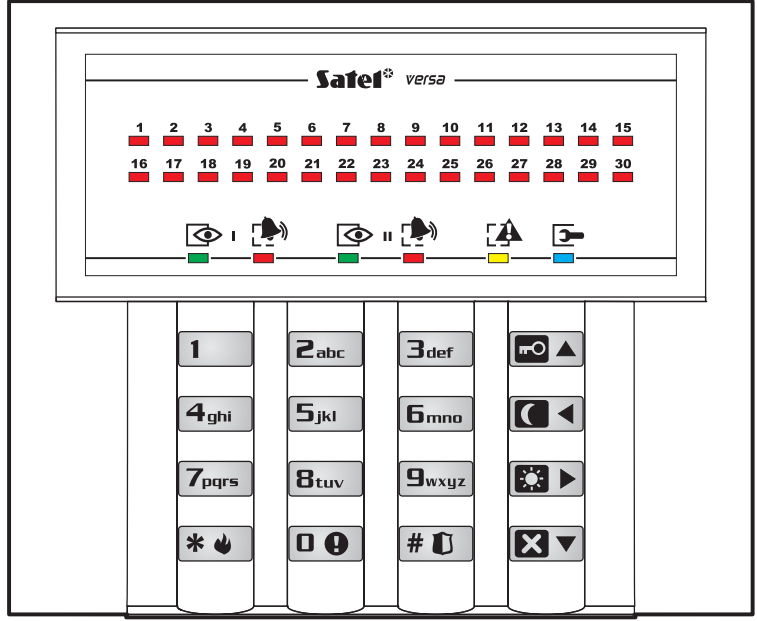 Satel* versa
1 2 3 4 5 6 7 8 9 10 11 12 13 14 15
16 17 18 19 20 21 22 23 24 25 26 27 28 29 30
I II
1 2abc 3def
4ghi 5jkl 6mno
7pqrs 8tuv 9wxyz
* 0 #